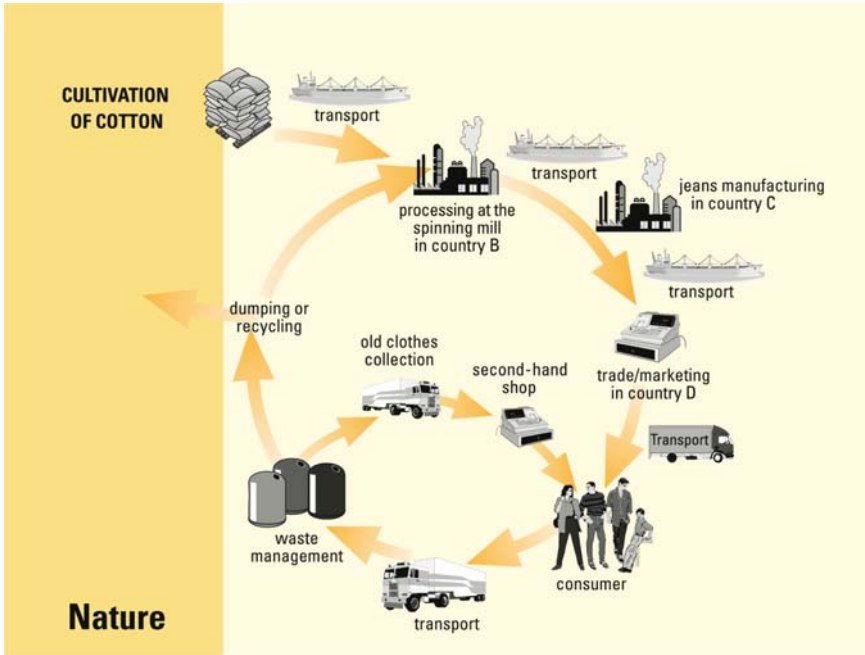 CULTIVATION
OF COTTON
transport
processing at the
spinning mill
in country B
transport
jeans manufacturing
in country C
transport
trade/marketing
in country D
Transport
consumer
transport
waste
management
dumping or
recycling
old clothes
collection
second-hand
shop
Nature